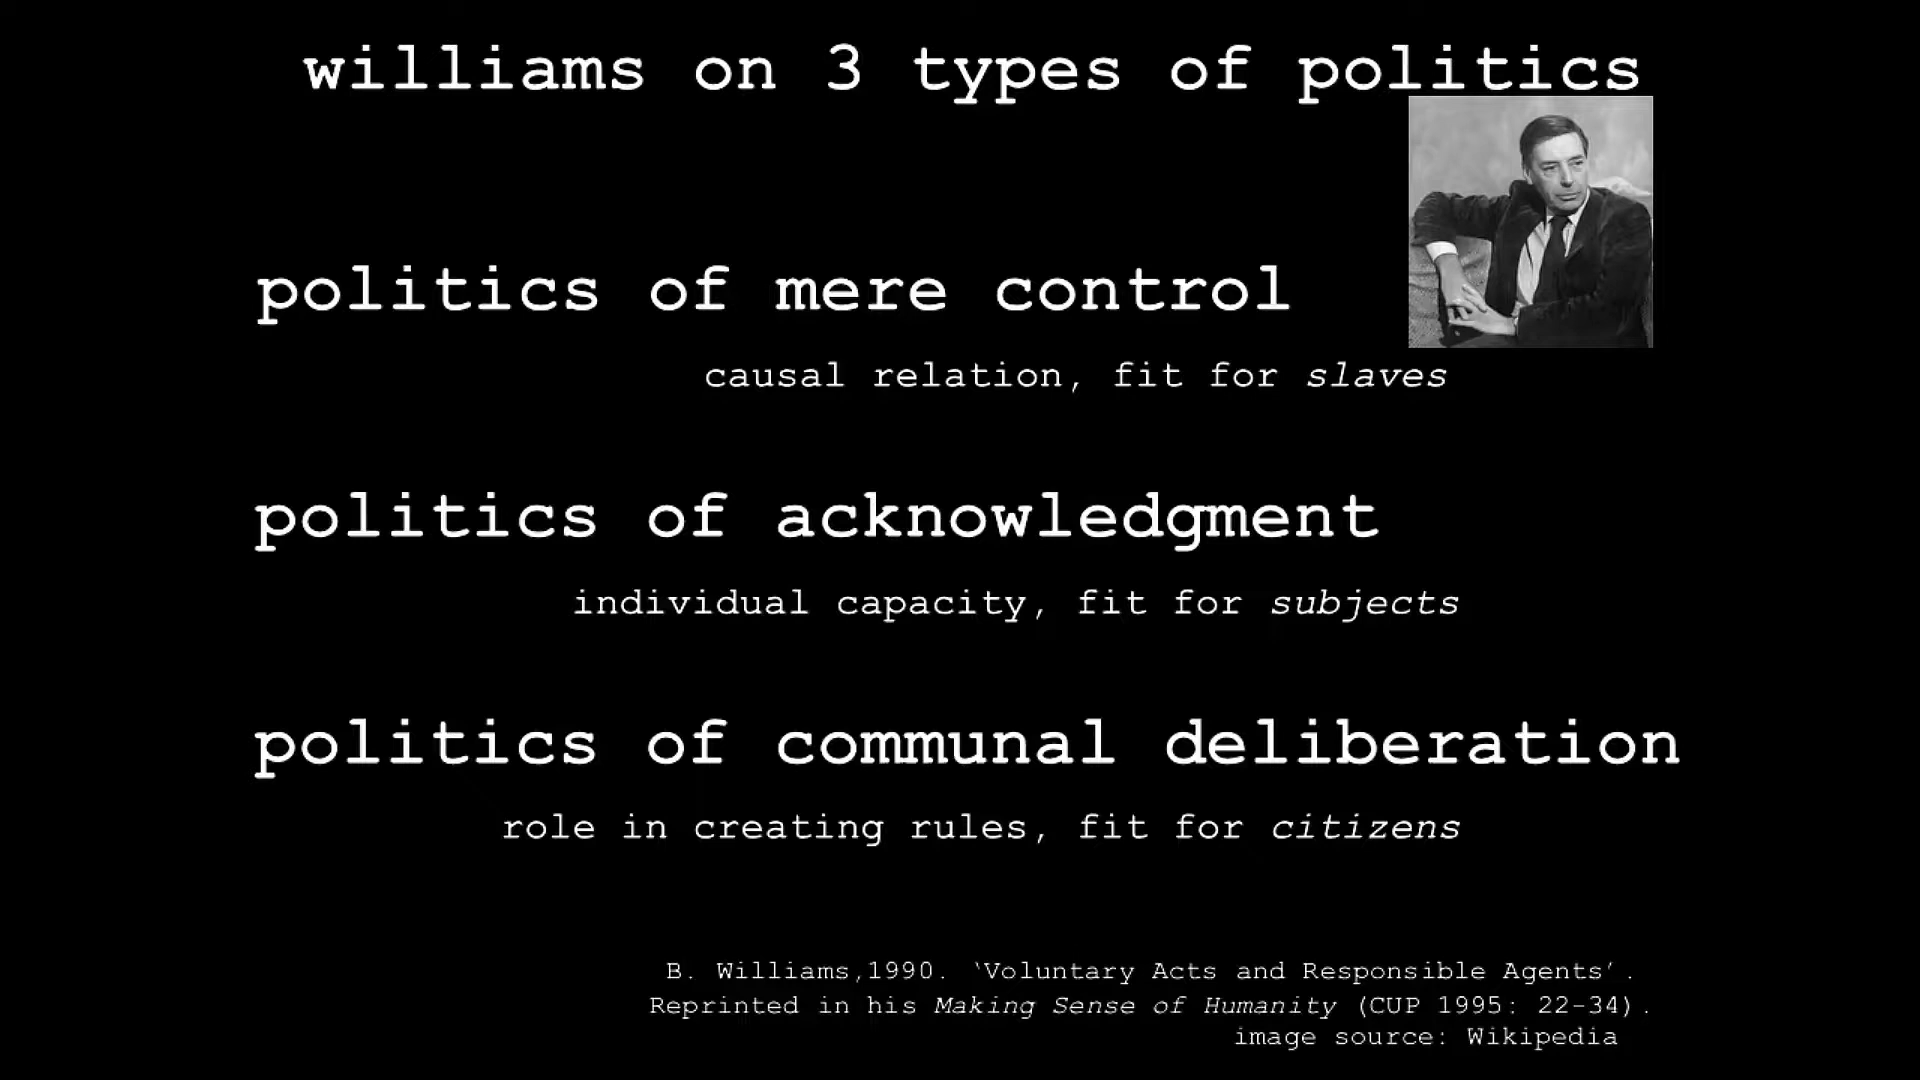 williams on 3 types of politics
politics of mere control
causal relation, fit for slaves
politics of acknowledgment
individual capacity, fit for subjects
politics of communal deliberation
role in creating rules, fit for citizens
B. Williams,1990. ‘Voluntary Acts and Responsible Agents’.
Reprinted in his Making Sense of Humanity (CUP 1995: 22-34).
image source: Wikipedia